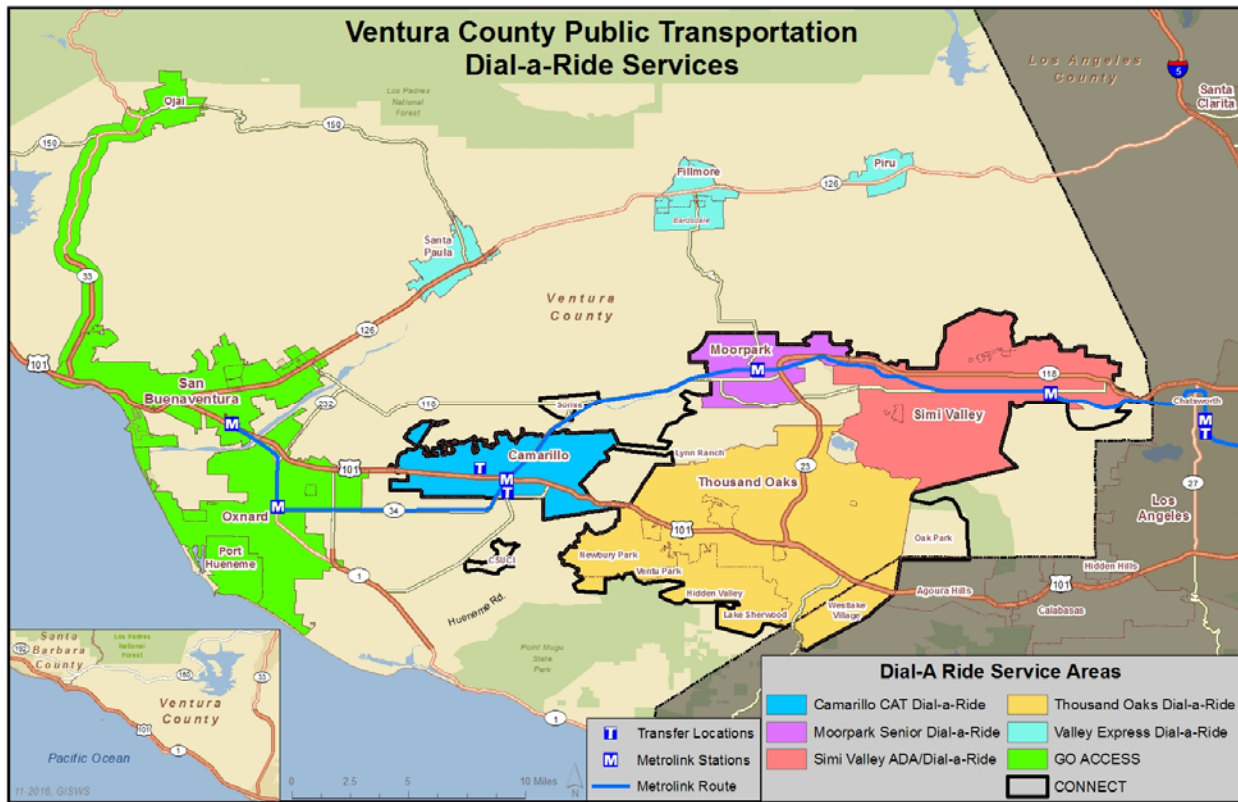 Ventura County Public Transportation
Dial-a-Ride Services
Los Angeles
County
5
Santa
Clarita
Los Padres
National
Forest
Ojai
150
150
33
Fillmore
Bardsdale
Piru
126
Santa
Paula
126
Ventura
County
101
San
Buenaventura
232
118
Somis
Moorpark
M
118
M
Simi Valley
Chatsworth
M
T
M
101
T
Camarillo
M
T
Lynn Ranch
23
Thousand Oaks
27
Los
Angeles
Oxnard
M
34
Port
Hueneme
1
CSUCI
101
Newbury Park
Ventu Park
Hidden Valley
Lake Sherwood
Westlake
Village
Oak Park
Agoura Hills
Hidden Hills
101
Calabasas
Hueneme Rd.
Point Mugu
State
Park
1
Santa
Barbara
County
Los Padres
National
Forest
192
150
33
Ventura
County
101
1
Pacific Ocean
11-2016, GISWS
0 2.5 5 10 Miles
N
T Transfer Locations
M Metrolink Stations
Metrolink Route
Dial-A Ride Service Areas
Camarillo CAT Dial-a-Ride
Moorpark Senior Dial-a-Ride
Simi Valley ADA/Dial-a-Ride
Thousand Oaks Dial-a-Ride
Valley Express Dial-a-Ride
GO ACCESS
CONNECT